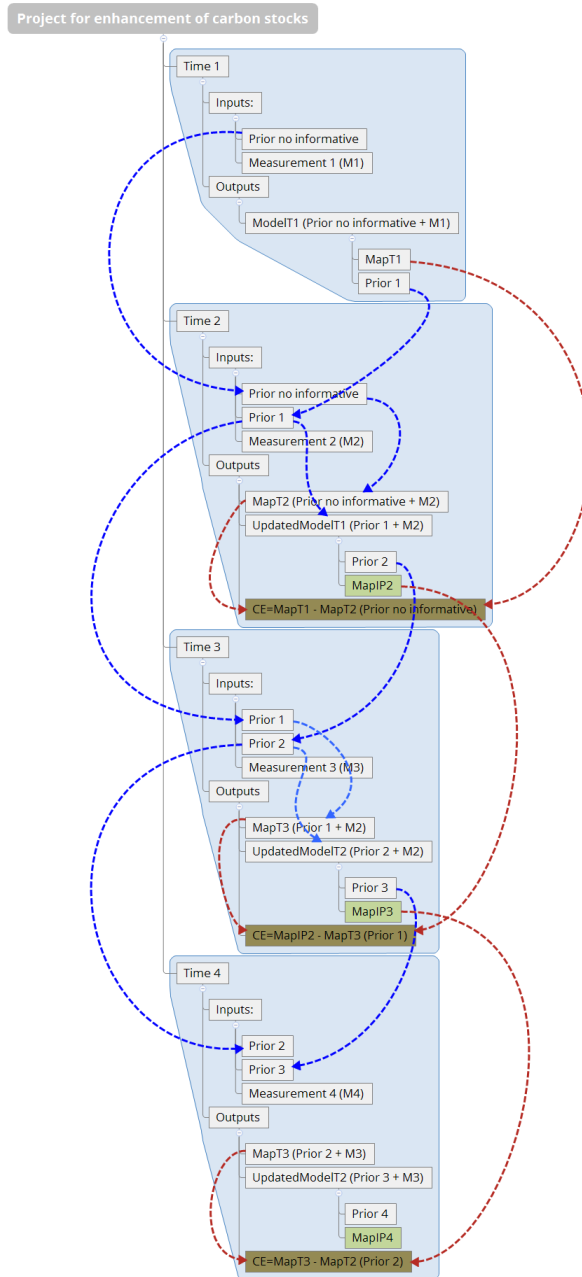 Project for enhancement of carbon stocks
Time 1
Inputs:
Prior no informative
Measurement 1 (M1)
Outputs
ModelT1 (Prior no informative + M1)
MapT1
Prior 1
Time 2
Inputs:
Prior no informative
Prior 1
Measurement 2 (M2)
Outputs
MapT2 (Prior no informative + M2)
UpdatedModelT1 (Prior 1 + M2)
Prior 2
MapIP2
CE=MapT1 - MapT2 (Prior no informative)
Time 3
Inputs:
Prior 1
Prior 2
Measurement 3 (M3)
Outputs
MapT3 (Prior 1 + M2)
UpdatedModelT2 (Prior 2 + M2)
Prior 3
MapIP3
CE=MapIP2 - MapT3 (Prior 1)
Time 4
Inputs:
Prior 2
Prior 3
Measurement 4 (M4)
Outputs
MapT3 (Prior 2 + M3)
UpdatedModelT2 (Prior 3 + M3)
Prior 4
MapIP4
CE=MapT3 - MapT2 (Prior 2)